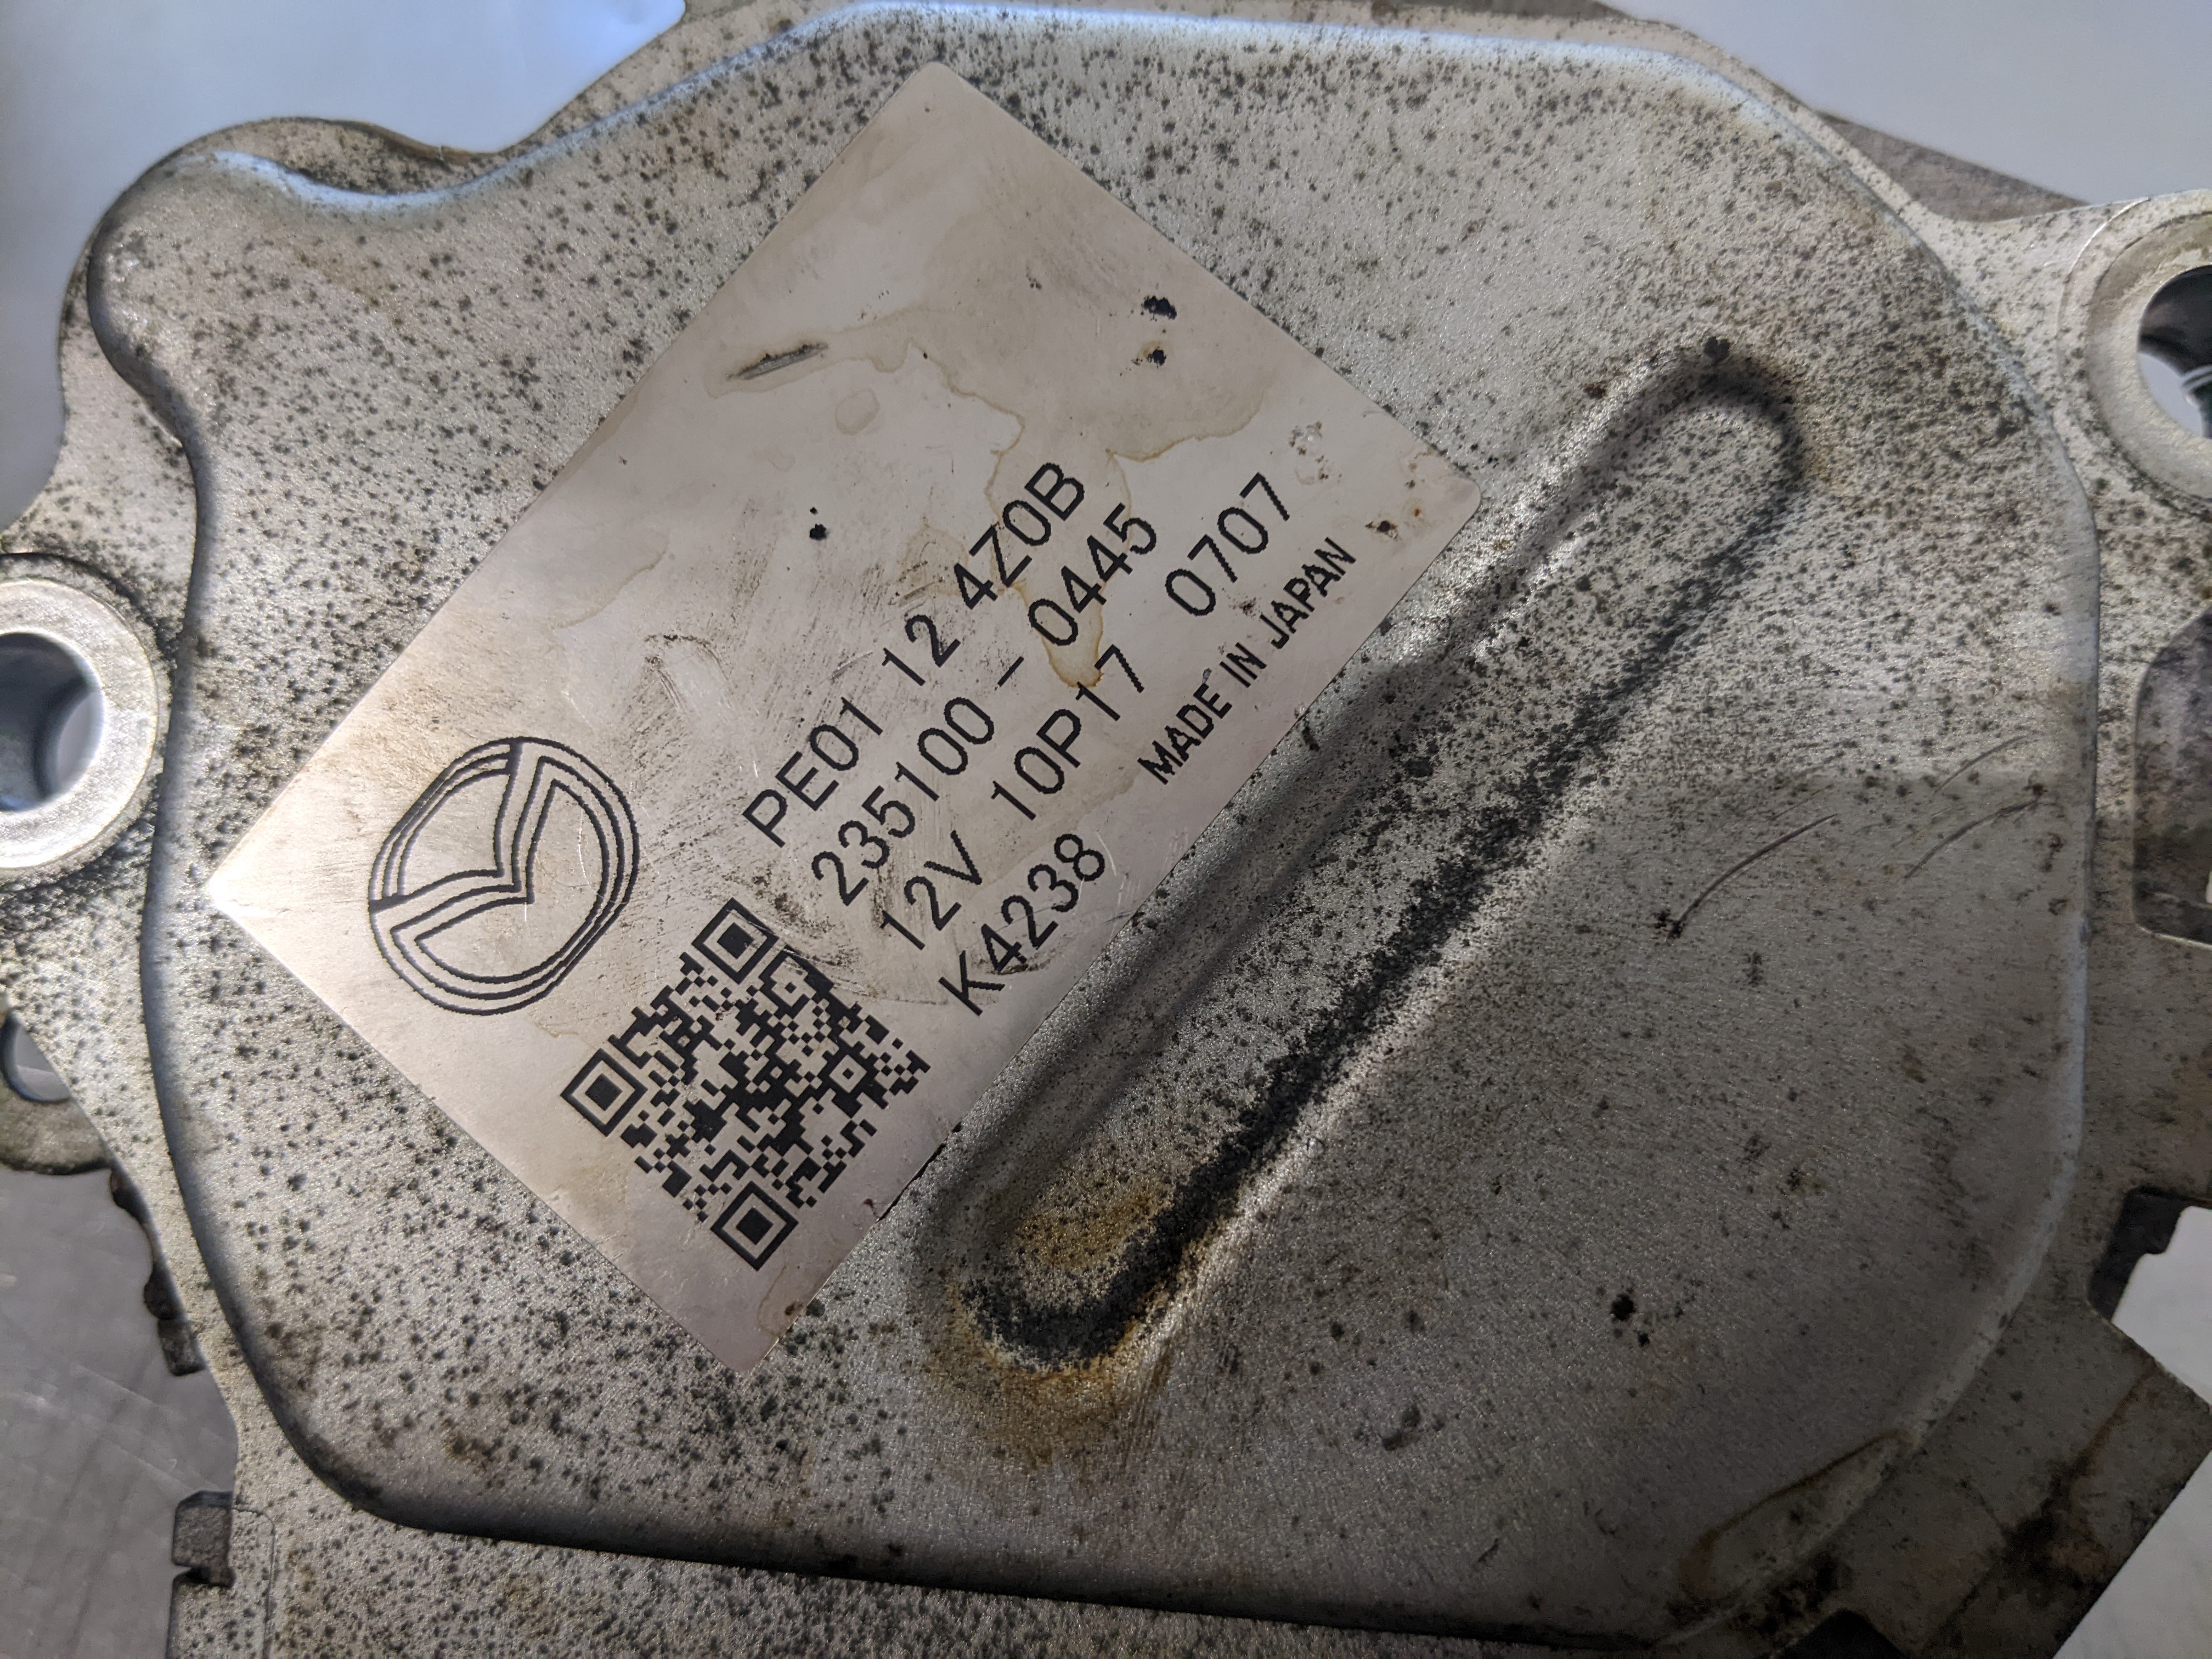 PE01 12 4Z0B
235100-0445
12V 10P17 0707
K4238 MADE IN JAPAN